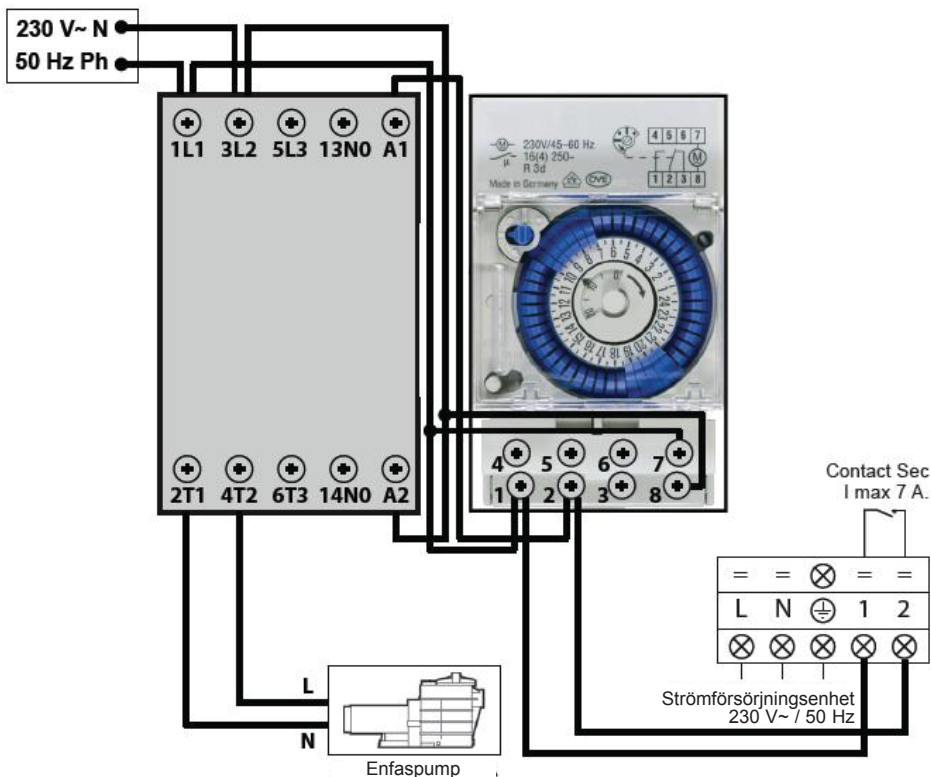 230 V~ N
50 Hz Ph
1L1 3L2 5L3 13N0 A1
2T1 4T2 6T3 14N0 A2
230V/45-60 Hz
16(4) 250~
R 3d
Made in Germany
DVE
4 5 6 7
M
1 2 3 8
4 5 6 7
1 2 3 8
Contact Sec
I max 7 A.
= = = =
L N 1 2
Strömförsörjningsenhet
230 V~ / 50 Hz
L
N
Enfaspump